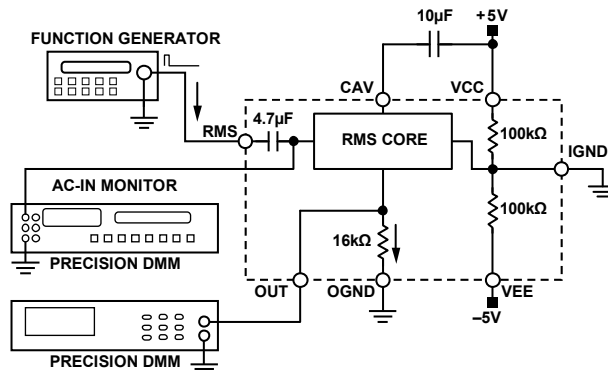 10µF
+5V
FUNCTION GENERATOR
CAV
VCC
4.7µF
RMS
RMS CORE
100kΩ
IGND
AC-IN MONITOR
100kΩ
16kΩ
PRECISION DMM
OUT
OGND
VEE
–5V
PRECISION DMM